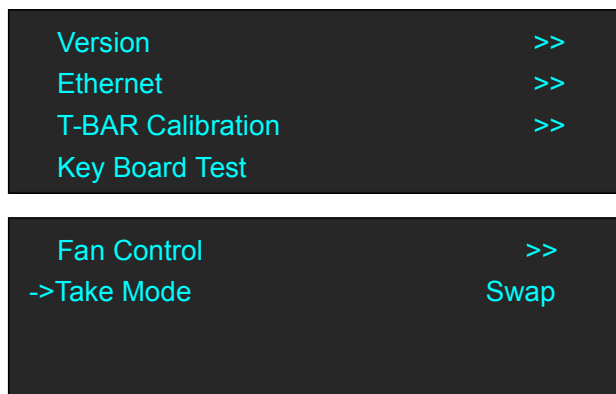 Version >>
Ethernet >>
T-BAR Calibration >>
Key Board Test
Fan Control >>
->Take Mode Swap